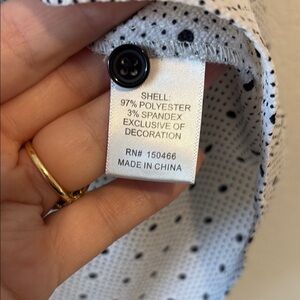 SHELL:
97% POLYESTER
3% SPANDEX
EXCLUSIVE OF
DECORATION
RN# 150466
MADE IN CHINA